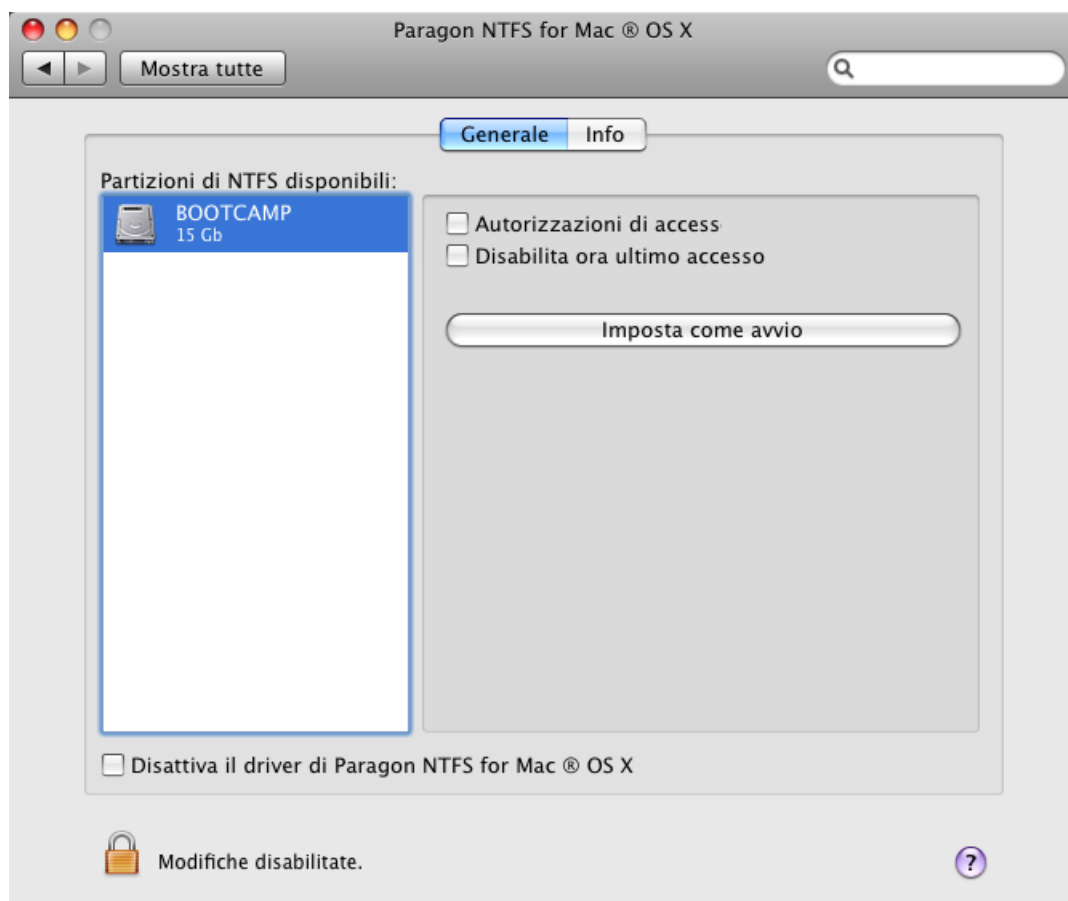 Paragon NTFS for Mac ® OS X
Mostra tutte
Generale Info
Partizioni di NTFS disponibili:
BOOTCAMP
15 Gb
Autorizzazioni di access
Disabilita ora ultimo accesso
Imposta come avvio
Disattiva il driver di Paragon NTFS for Mac ® OS X
Modifiche disabilitate.
?